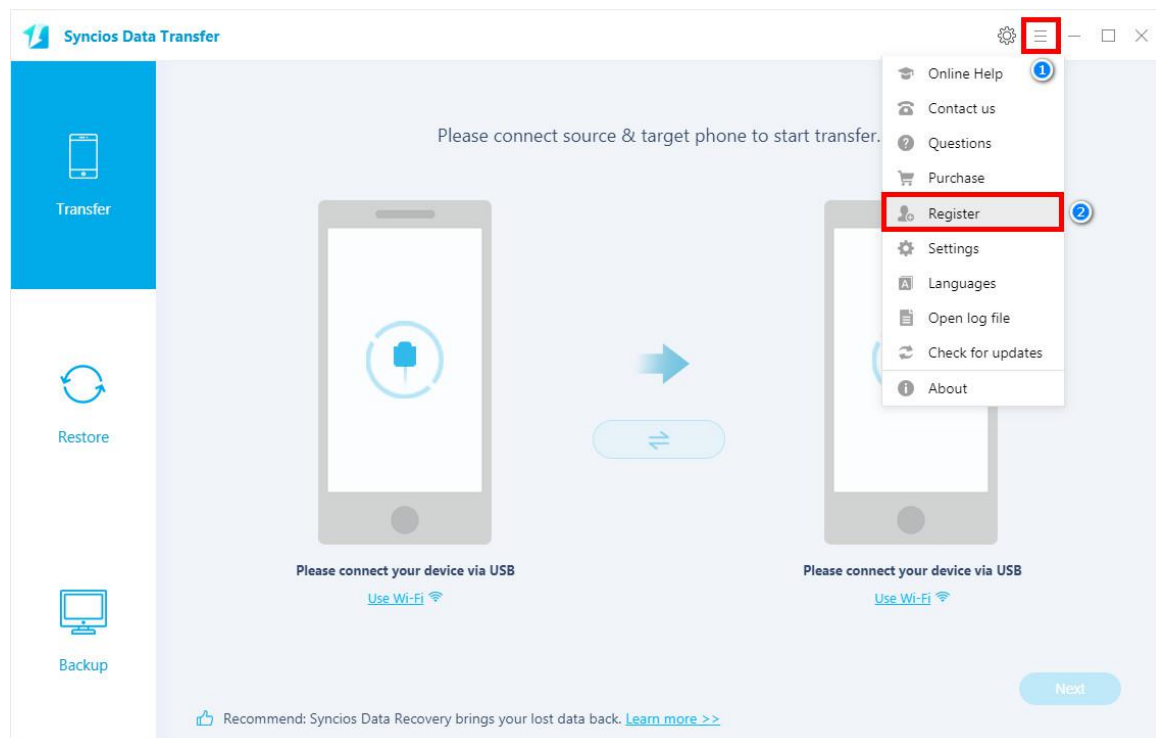 Syncios Data Transfer
Online Help
1
Contact us
Please connect source & target phone to start transfer.
Questions
Purchase
Transfer
Register
2
Settings
Languages
Open log file
Check for updates
About
Restore
Please connect your device via USB
Use Wi-Fi
Please connect your device via USB
Use Wi-Fi
Backup
Next
Recommend: Syncios Data Recovery brings your lost data back. Learn more >>